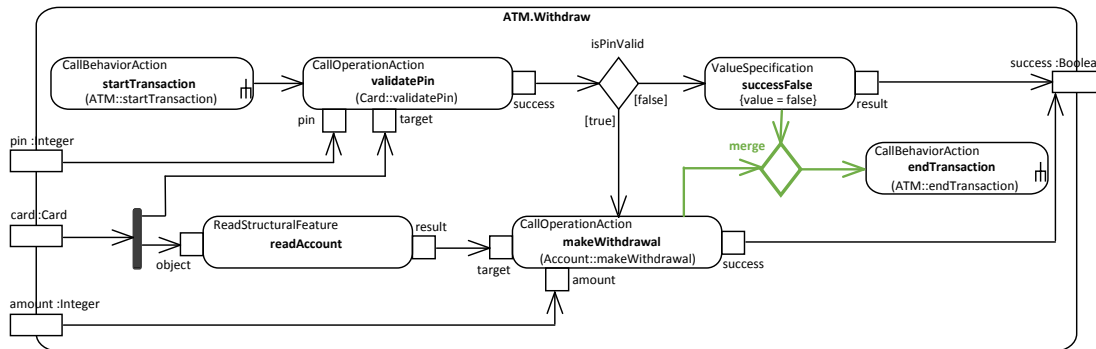 ATM.Withdraw
isPinValid
CallBehaviorAction
startTransaction
(ATM::startTransaction)
CallOperationAction
validatePin
(Card::validatePin)
success
pin
target
[false]
[true]
ValueSpecification
successFalse
{value = false}
result
success :Boolea
pin :Integer
merge
CallBehaviorAction
endTransaction
(ATM::endTransaction)
card :Card
ReadStructuralFeature
readAccount
object
result
target
CallOperationAction
makeWithdrawal
(Account::makeWithdrawal)
success
amount
amount :Integer